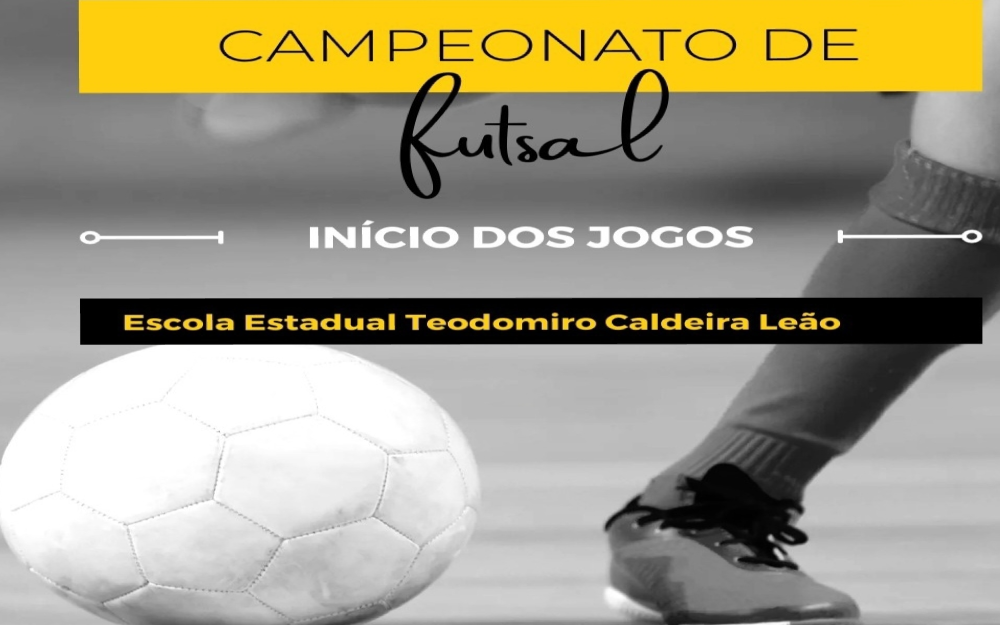 CAMPEONATO DE
futsal
INÍCIO DOS JOGOS
Escola Estadual Teodomiro Caldeira Leão